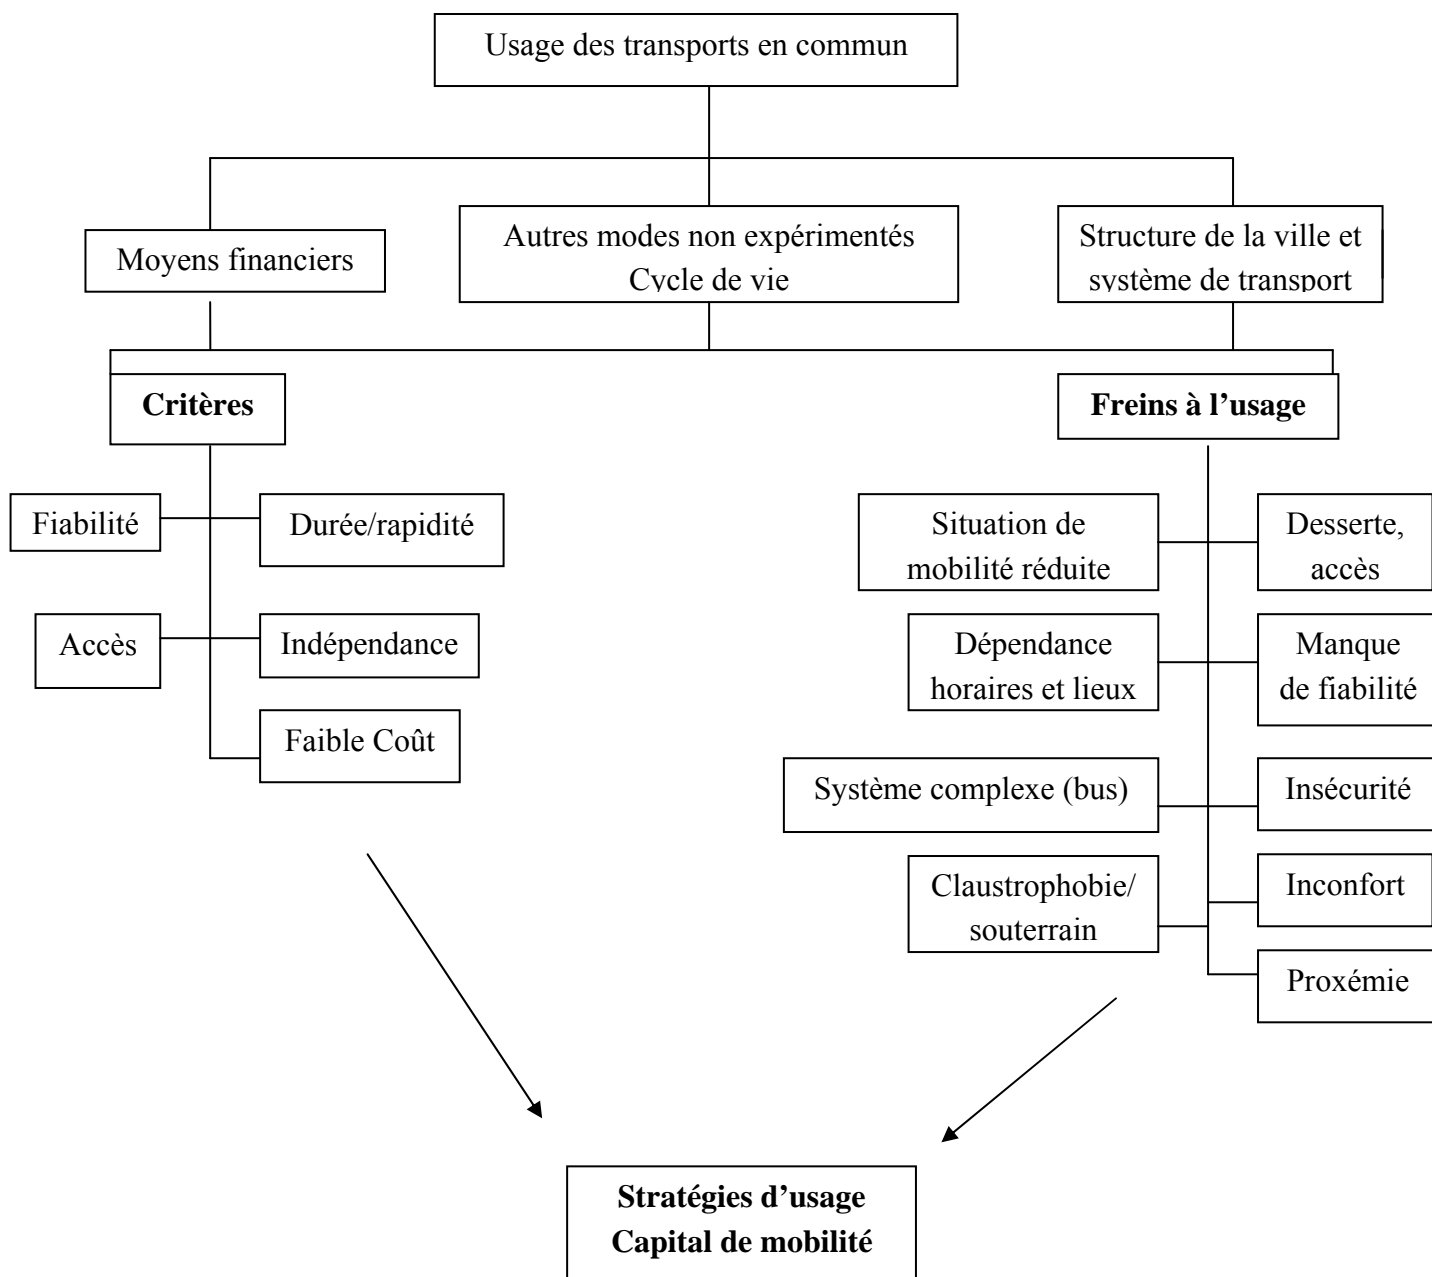 Usage des transports en commun
Moyens financiers
Autres modes non expérimentés
Cycle de vie
Structure de la ville et
système de transport
Critères
Freins à l’usage
Fiabilité
Durée/rapidité
Accès
Indépendance
Faible Coût
Situation de
mobilité réduite
Desserte,
accès
Dépendance
horaires et lieux
Manque
de fiabilité
Système complexe (bus)
Insécurité
Claustrophobie/
souterrain
Inconfort
Proxémie
Stratégies d’usage
Capital de mobilité